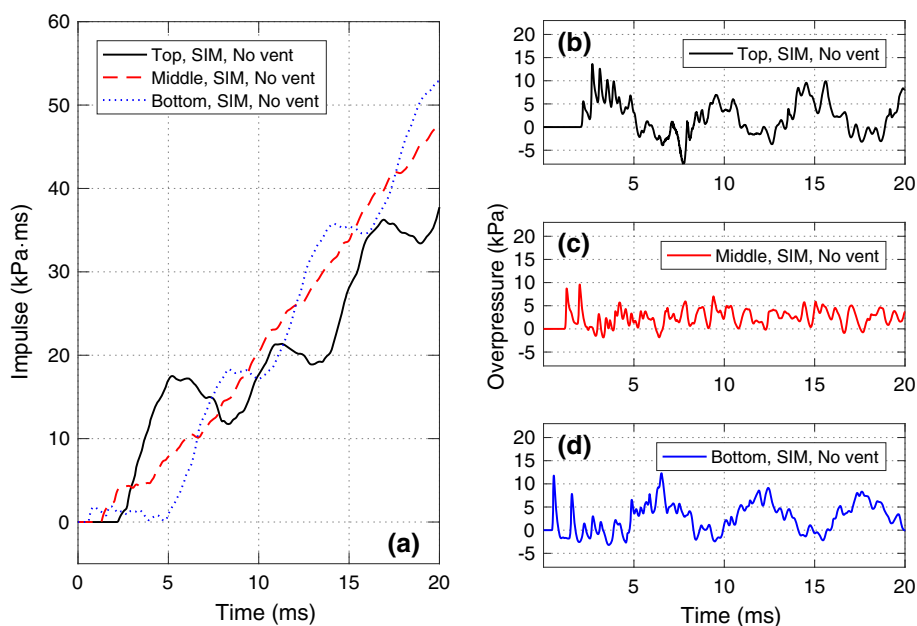 60
50
40
30
20
10
0
Impulse (kPa·ms)
Top, SIM, No vent
Middle, SIM, No vent
Bottom, SIM, No vent
(a)
0 5 10 15 20
Time (ms)
Overpressure (kPa)
(b)
Top, SIM, No vent
20
15
10
5
0
-5
5 10 15 20
(c)
Middle, SIM, No vent
20
15
10
5
0
-5
5 10 15 20
(d)
Bottom, SIM, No vent
20
15
10
5
0
-5
5 10 15 20
Time (ms)